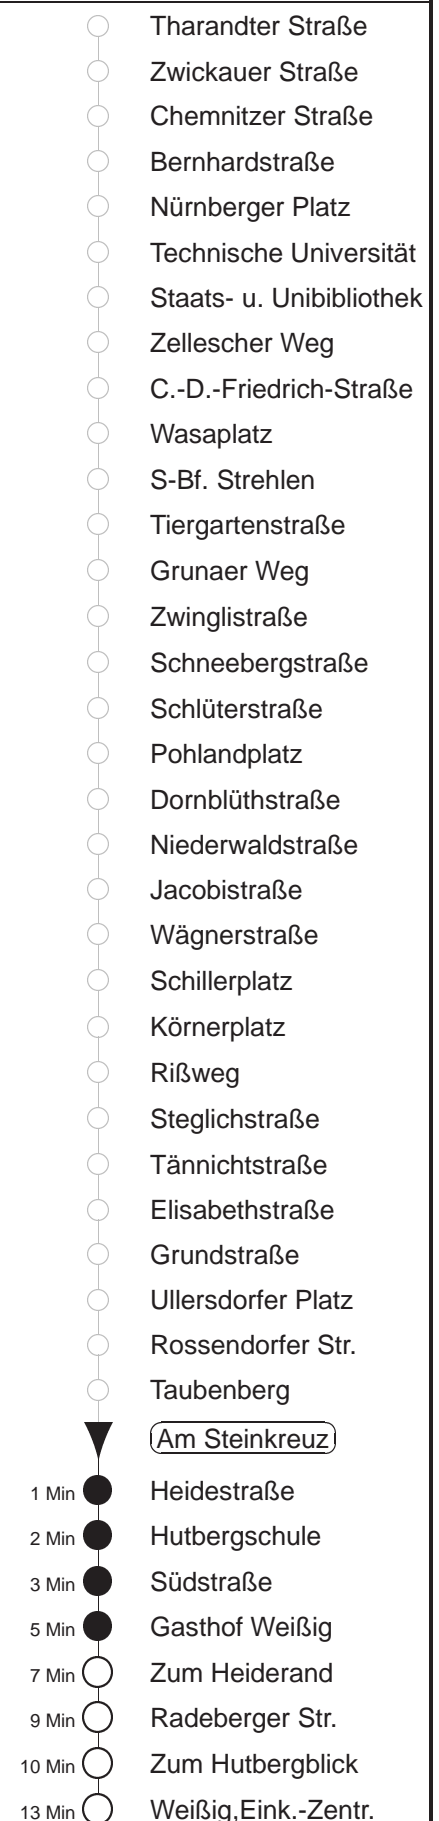 Tharandter Straße
Zwickauer Straße
Chemnitzer Straße
Bernhardstraße
Nürnberger Platz
Technische Universität
Staats- u. Unibibliothek
Zellescher Weg
C.-D.-Friedrich-Straße
Wasaplatz
S-Bf. Strehlen
Tiergartenstraße
Grunaer Weg
Zwinglistraße
Schneebergstraße
Schlüterstraße
Pohlandplatz
Dornblüthstraße
Niederwaldstraße
Jacobistraße
Wägnerstraße
Schillerplatz
Körnerplatz
Rißweg
Steglichstraße
Tännichtstraße
Elisabethstraße
Grundstraße
Ullersdorfer Platz
Rossendorfer Str.
Taubenberg
Am Steinkreuz
1 Min Heidestraße
2 Min Hutbergschule
3 Min Südstraße
5 Min Gasthof Weißig
7 Min Zum Heiderand
9 Min Radeberger Str.
10 Min Zum Hutbergblick
13 Min Weißig,Eink.-Zentr.